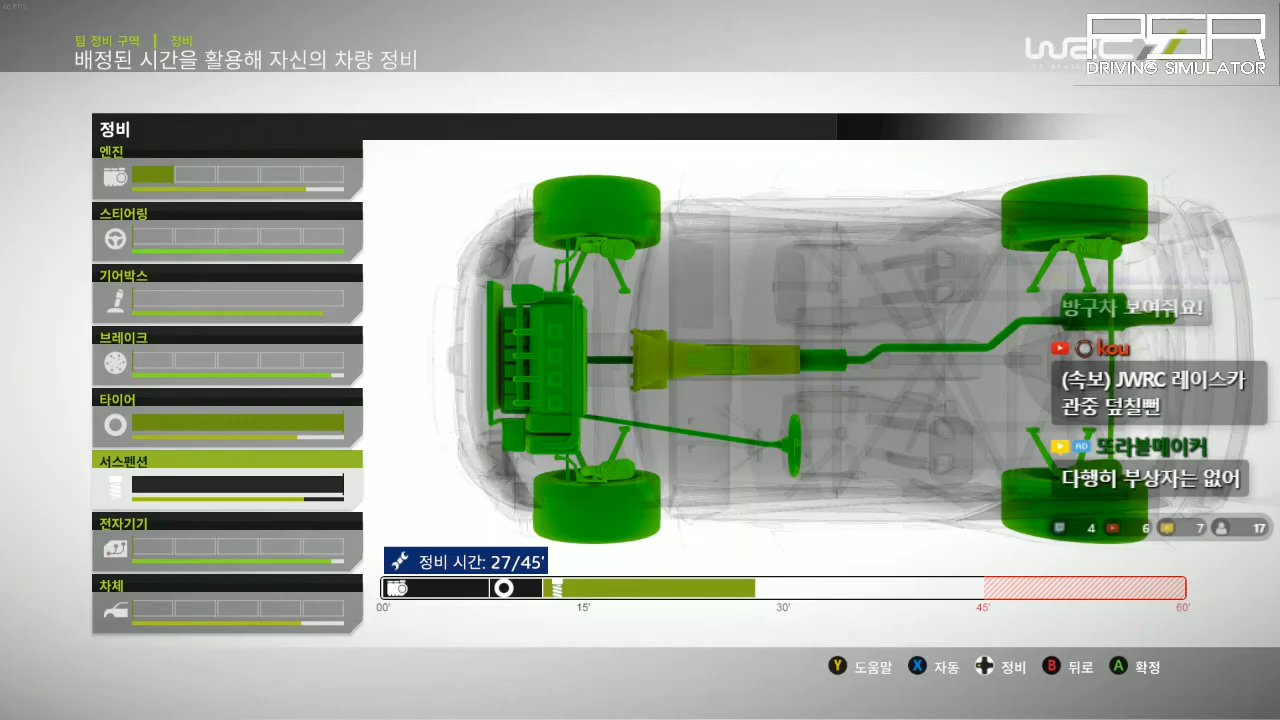 60 FPS
팀 정비 구역 | 정비
배정된 시간을 활용해 자신의 차량 정비
PSR
DRIVING SIMULATOR
정비
엔진
스티어링
기어박스
브레이크
타이어
서스펜션
전자기기
차체
방구차 보여줘요!
kou
(속보) JWRC 레이스카
관중 덮칠뻔
AD 또라볼메이커
다행히 부상자는 없어
4 6 7 17
정비 시간: 27/45'
00' 15' 30' 45' 60'
Y 도움말 X 자동 정비 B 뒤로 A 확정